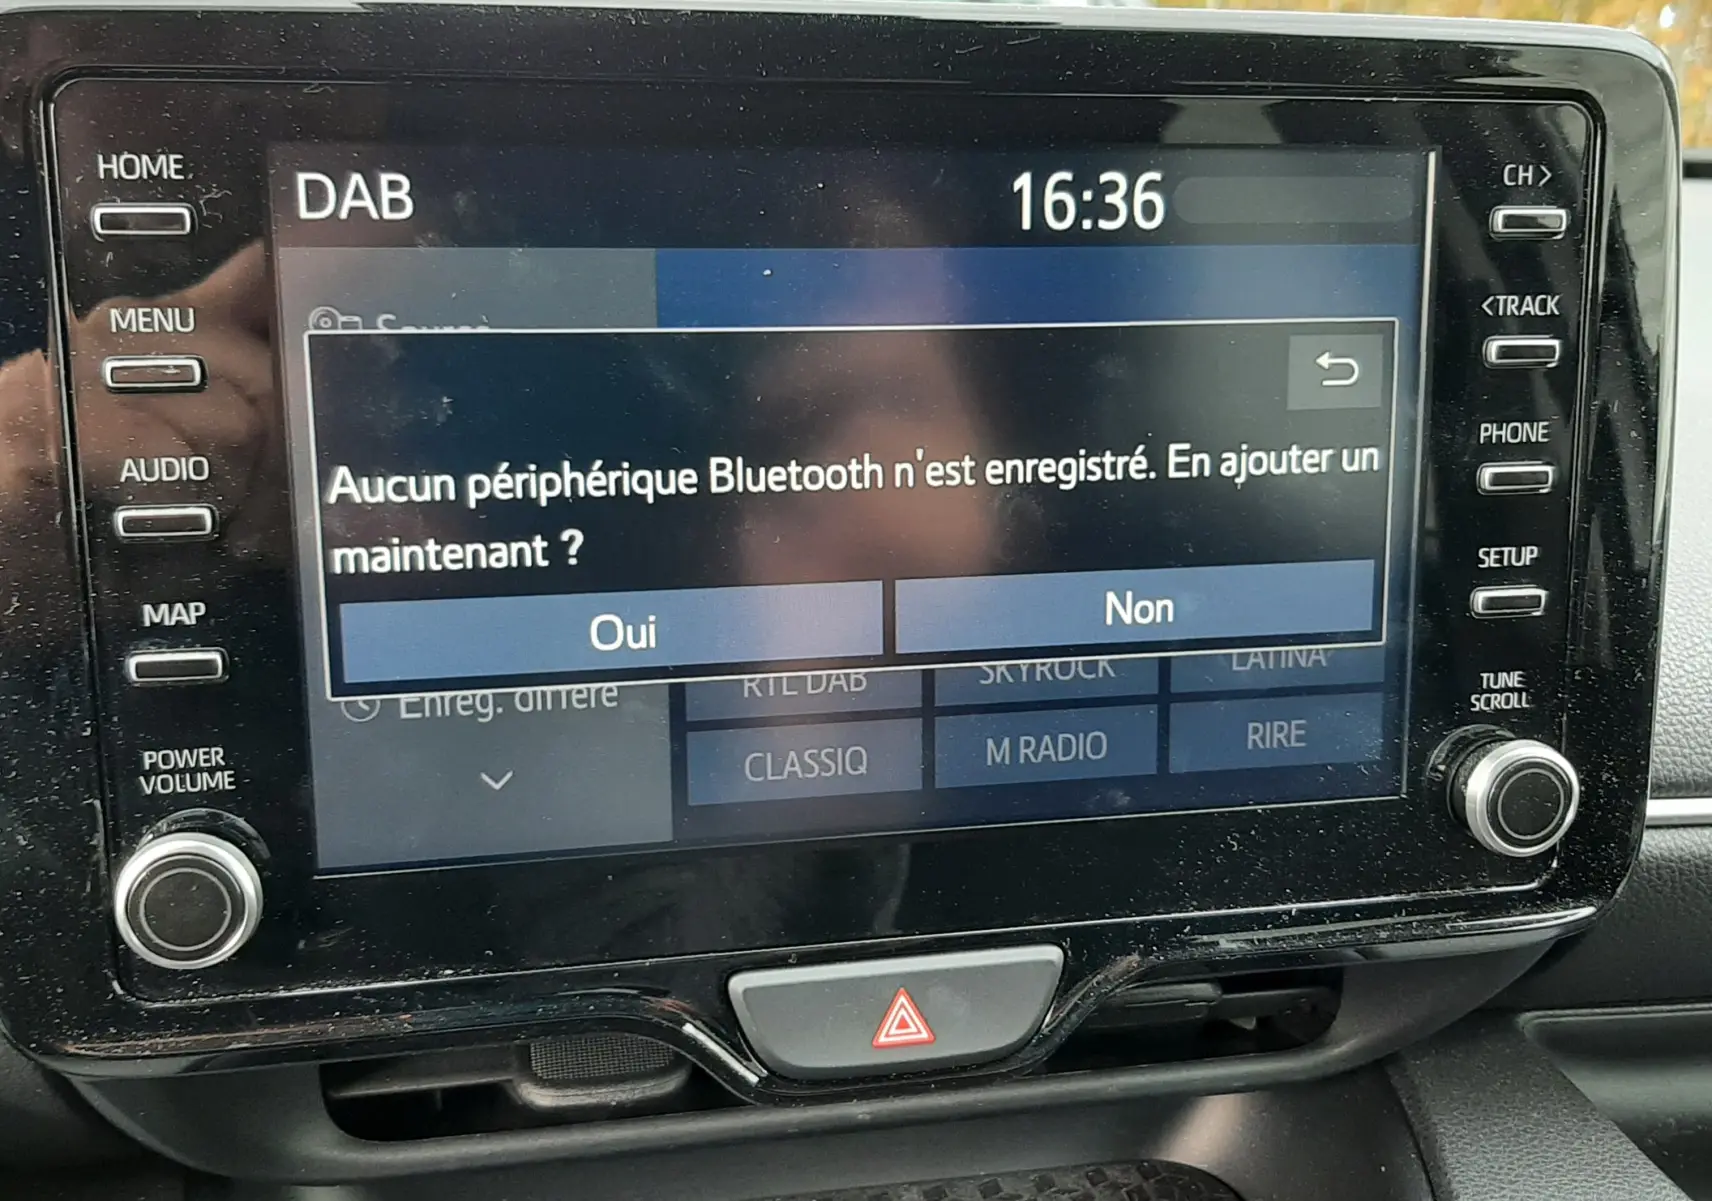 HOME
MENU
AUDIO
MAP
POWER
VOLUME
DAB
16:36
Source
Aucun périphérique Bluetooth n'est enregistré. En ajouter un
maintenant ?
Oui
Non
Enreg. différé
RTL DAB
SKYROCK
LATINA
CLASSIQ
M RADIO
RIRE
CH>
<TRACK
PHONE
SETUP
TUNE
SCROLL